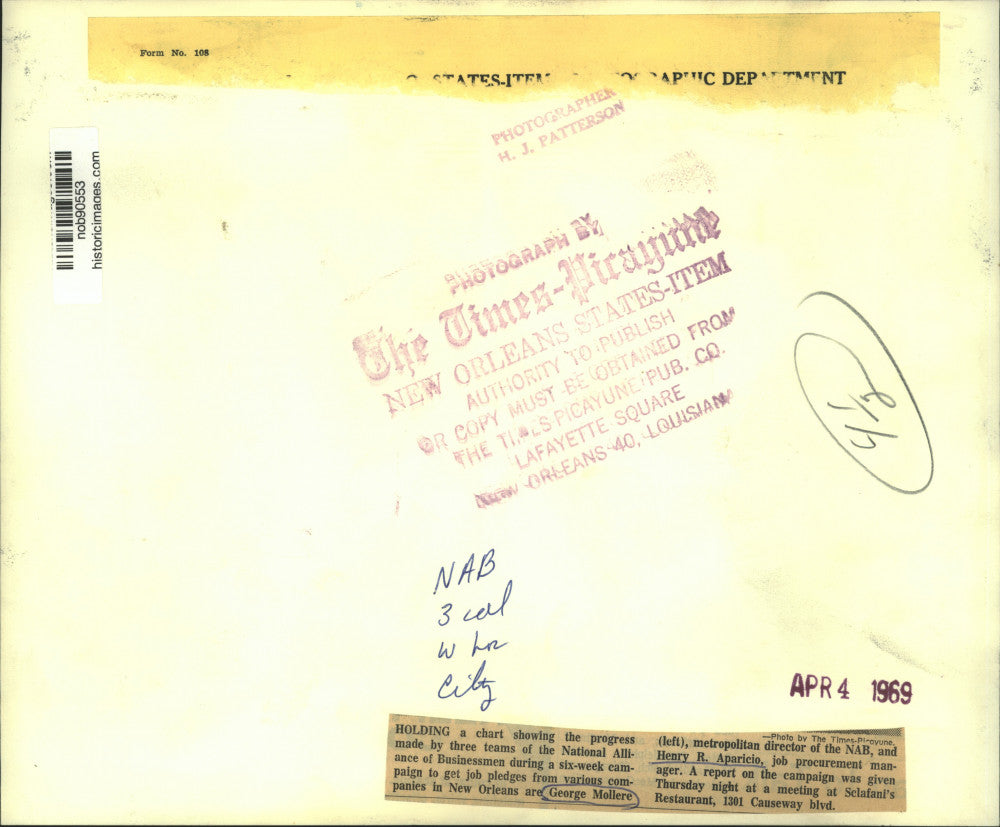 Form No. 108
STATES-ITEM PHOTOGRAPHIC DEPARTMENT
PHOTOGRAPHER
H. J. PATTERSON
nob90553
historicimages.com
PHOTOGRAPH BY
The Times-Picayune
NEW ORLEANS STATES-ITEM
AUTHORITY TO PUBLISH
OR COPY MUST BE OBTAINED FROM
THE TIMES PICAYUNE PUB. CO.
LAFAYETTE SQUARE
NEW ORLEANS 40, LOUISIANA
NAB
3 col
City
APR 4 1969
HOLDING a chart showing the progress
made by three teams of the National Alli-
ance of Businessmen during a six-week cam-
paign to get job pledges from various com-
panies in New Orleans are George Mollere
—Photo by The Times-Picayune.
(left), metropolitan director of the NAB, and
Henry R. Aparicio, job procurement man-
ager. A report on the campaign was given
Thursday night at a meeting at Sclafani's
Restaurant, 1301 Causeway blvd.